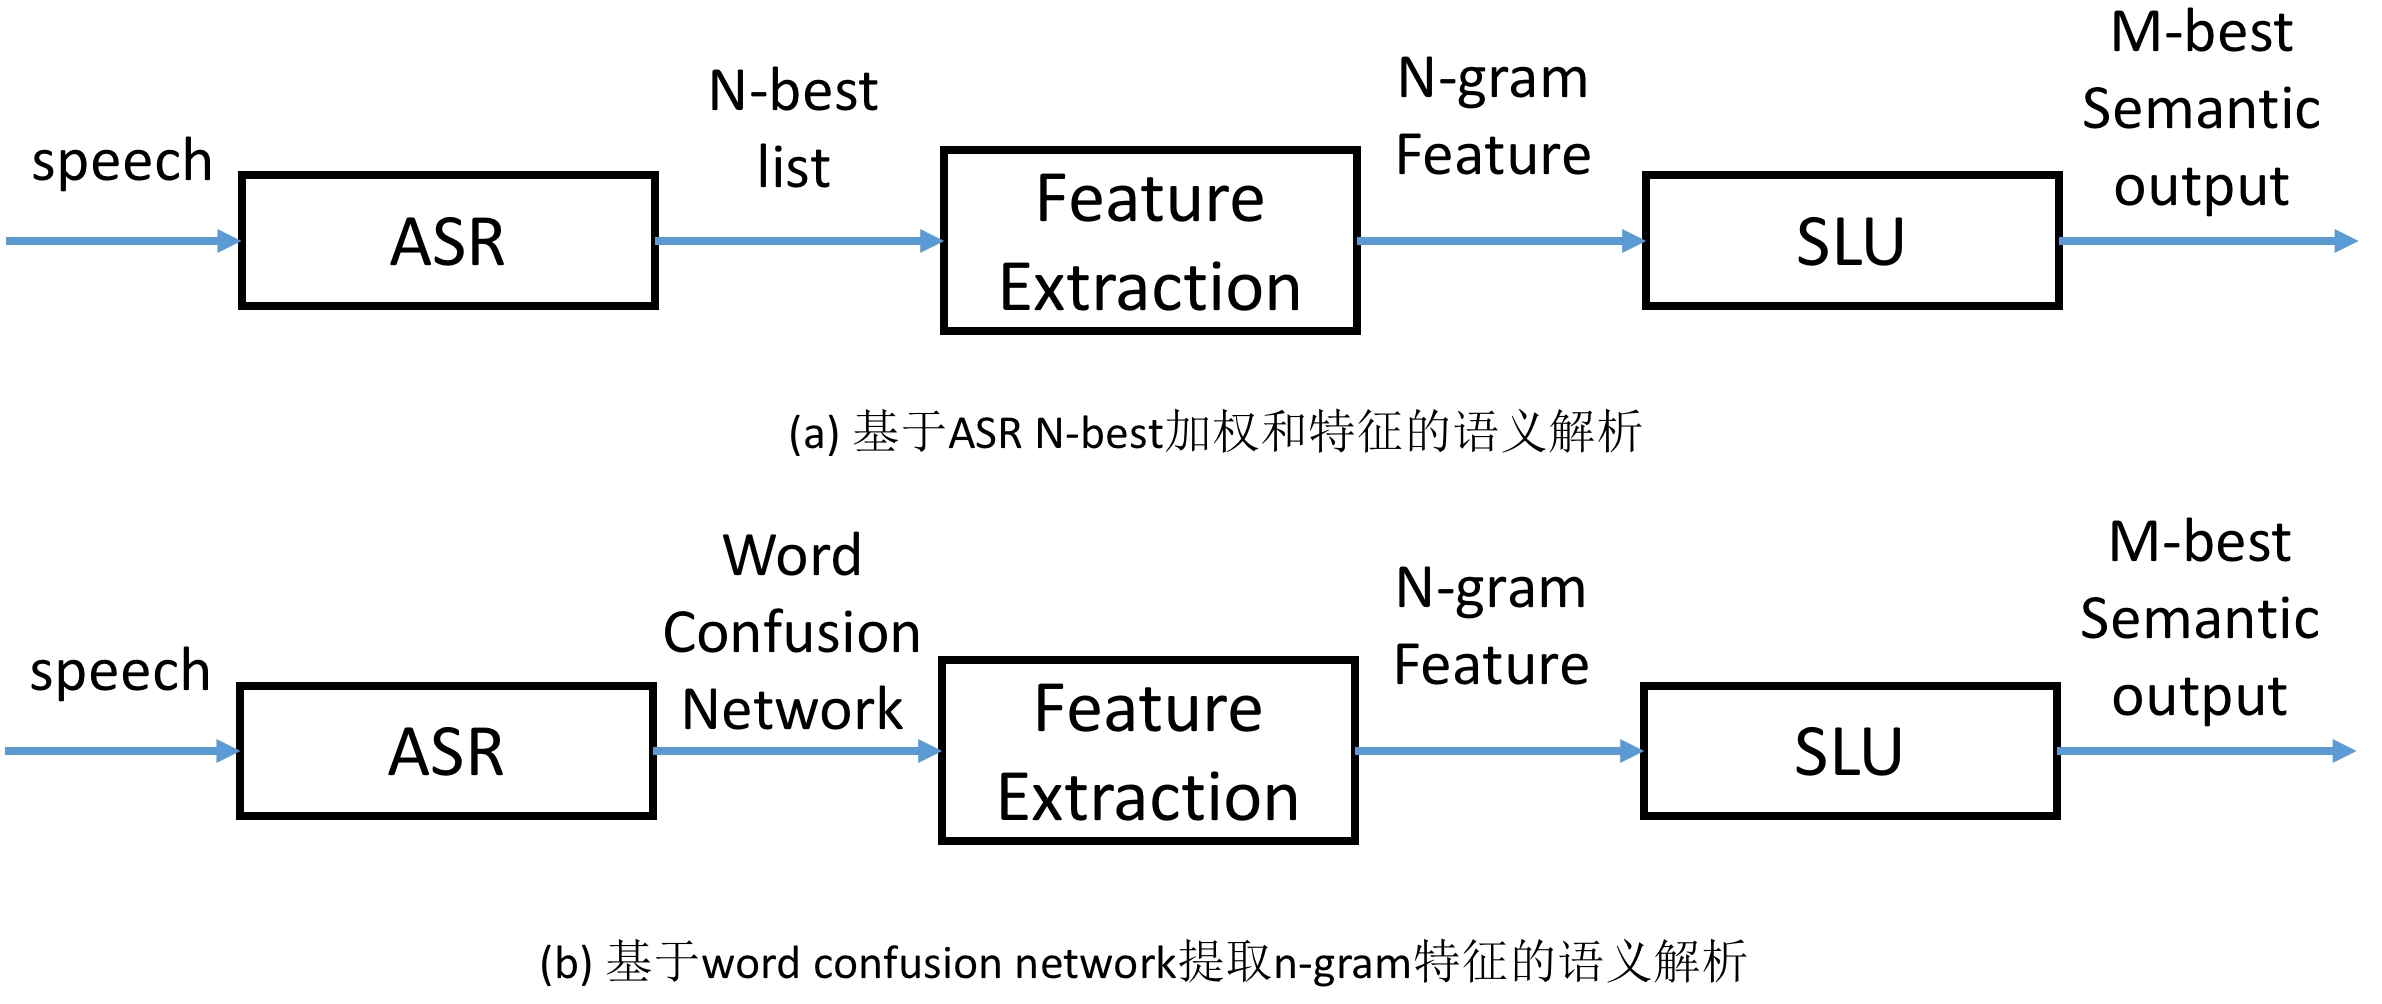 speech
ASR
N-best
list
Feature
Extraction
N-gram
Feature
SLU
M-best
Semantic
output
(a) 基于ASR N-best加权和特征的语义解析
speech
ASR
Word
Confusion
Network
Feature
Extraction
N-gram
Feature
SLU
M-best
Semantic
output
(b) 基于word confusion network提取n-gram特征的语义解析